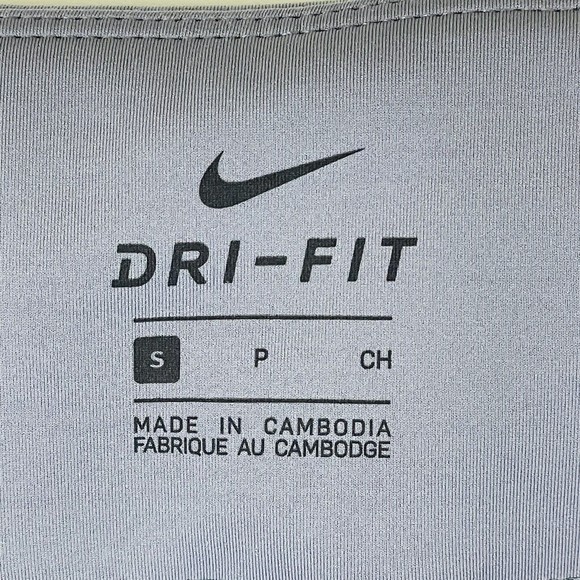 DRI-FIT
S P CH
MADE IN CAMBODIA
FABRIQUE AU CAMBODGE